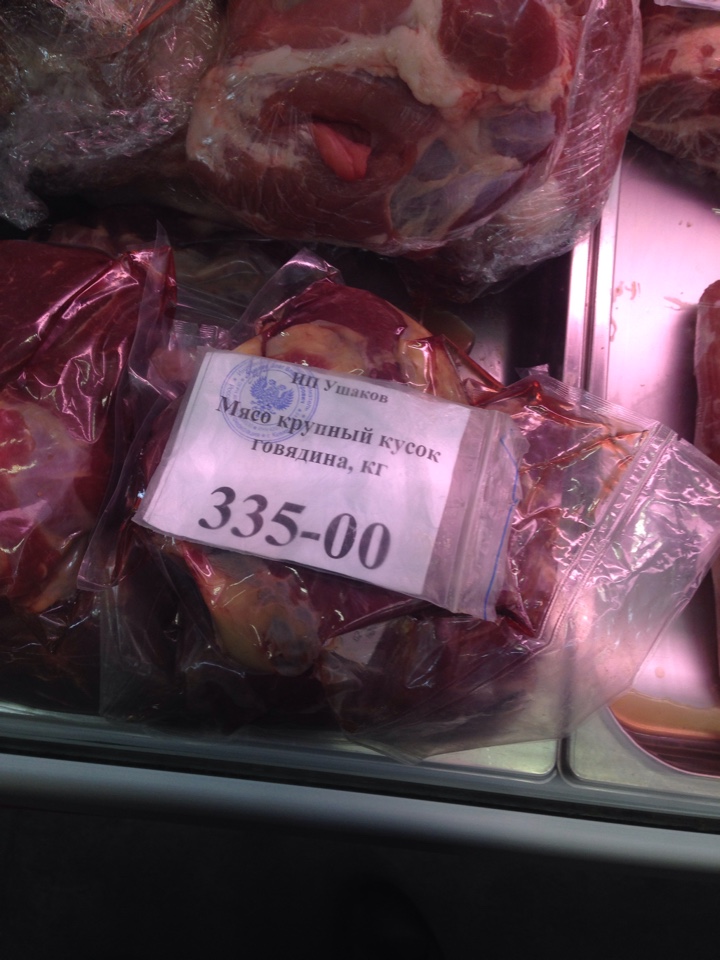 ИП Ушаков
Мясо крупный кусок
говядина, кг
335-00